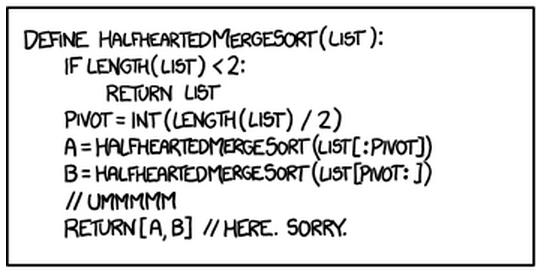 DEFINE HALFHEARTEDMERGESORT(LIST):
IF LENGTH(LIST) < 2:
RETURN LIST
PIVOT = INT(LENGTH(LIST) / 2)
A = HALFHEARTEDMERGESORT(LIST[:PIVOT])
B = HALFHEARTEDMERGESORT(LIST[PIVOT: ])
// UMMMMM
RETURN[A, B] // HERE. SORRY.